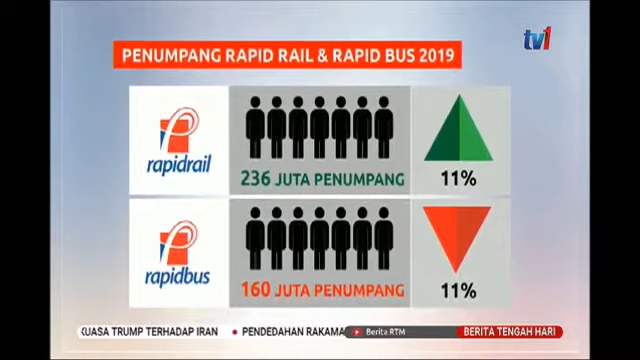 tv1
PENUMPANG RAPID RAIL & RAPID BUS 2019
rapidrail
236 JUTA PENUMPANG
11%
rapidbus
160 JUTA PENUMPANG
11%
KUASA TRUMP TERHADAP IRAN • PENDEDAHAN RAKAMA
Berita RTM
BERITA TENGAH HARI